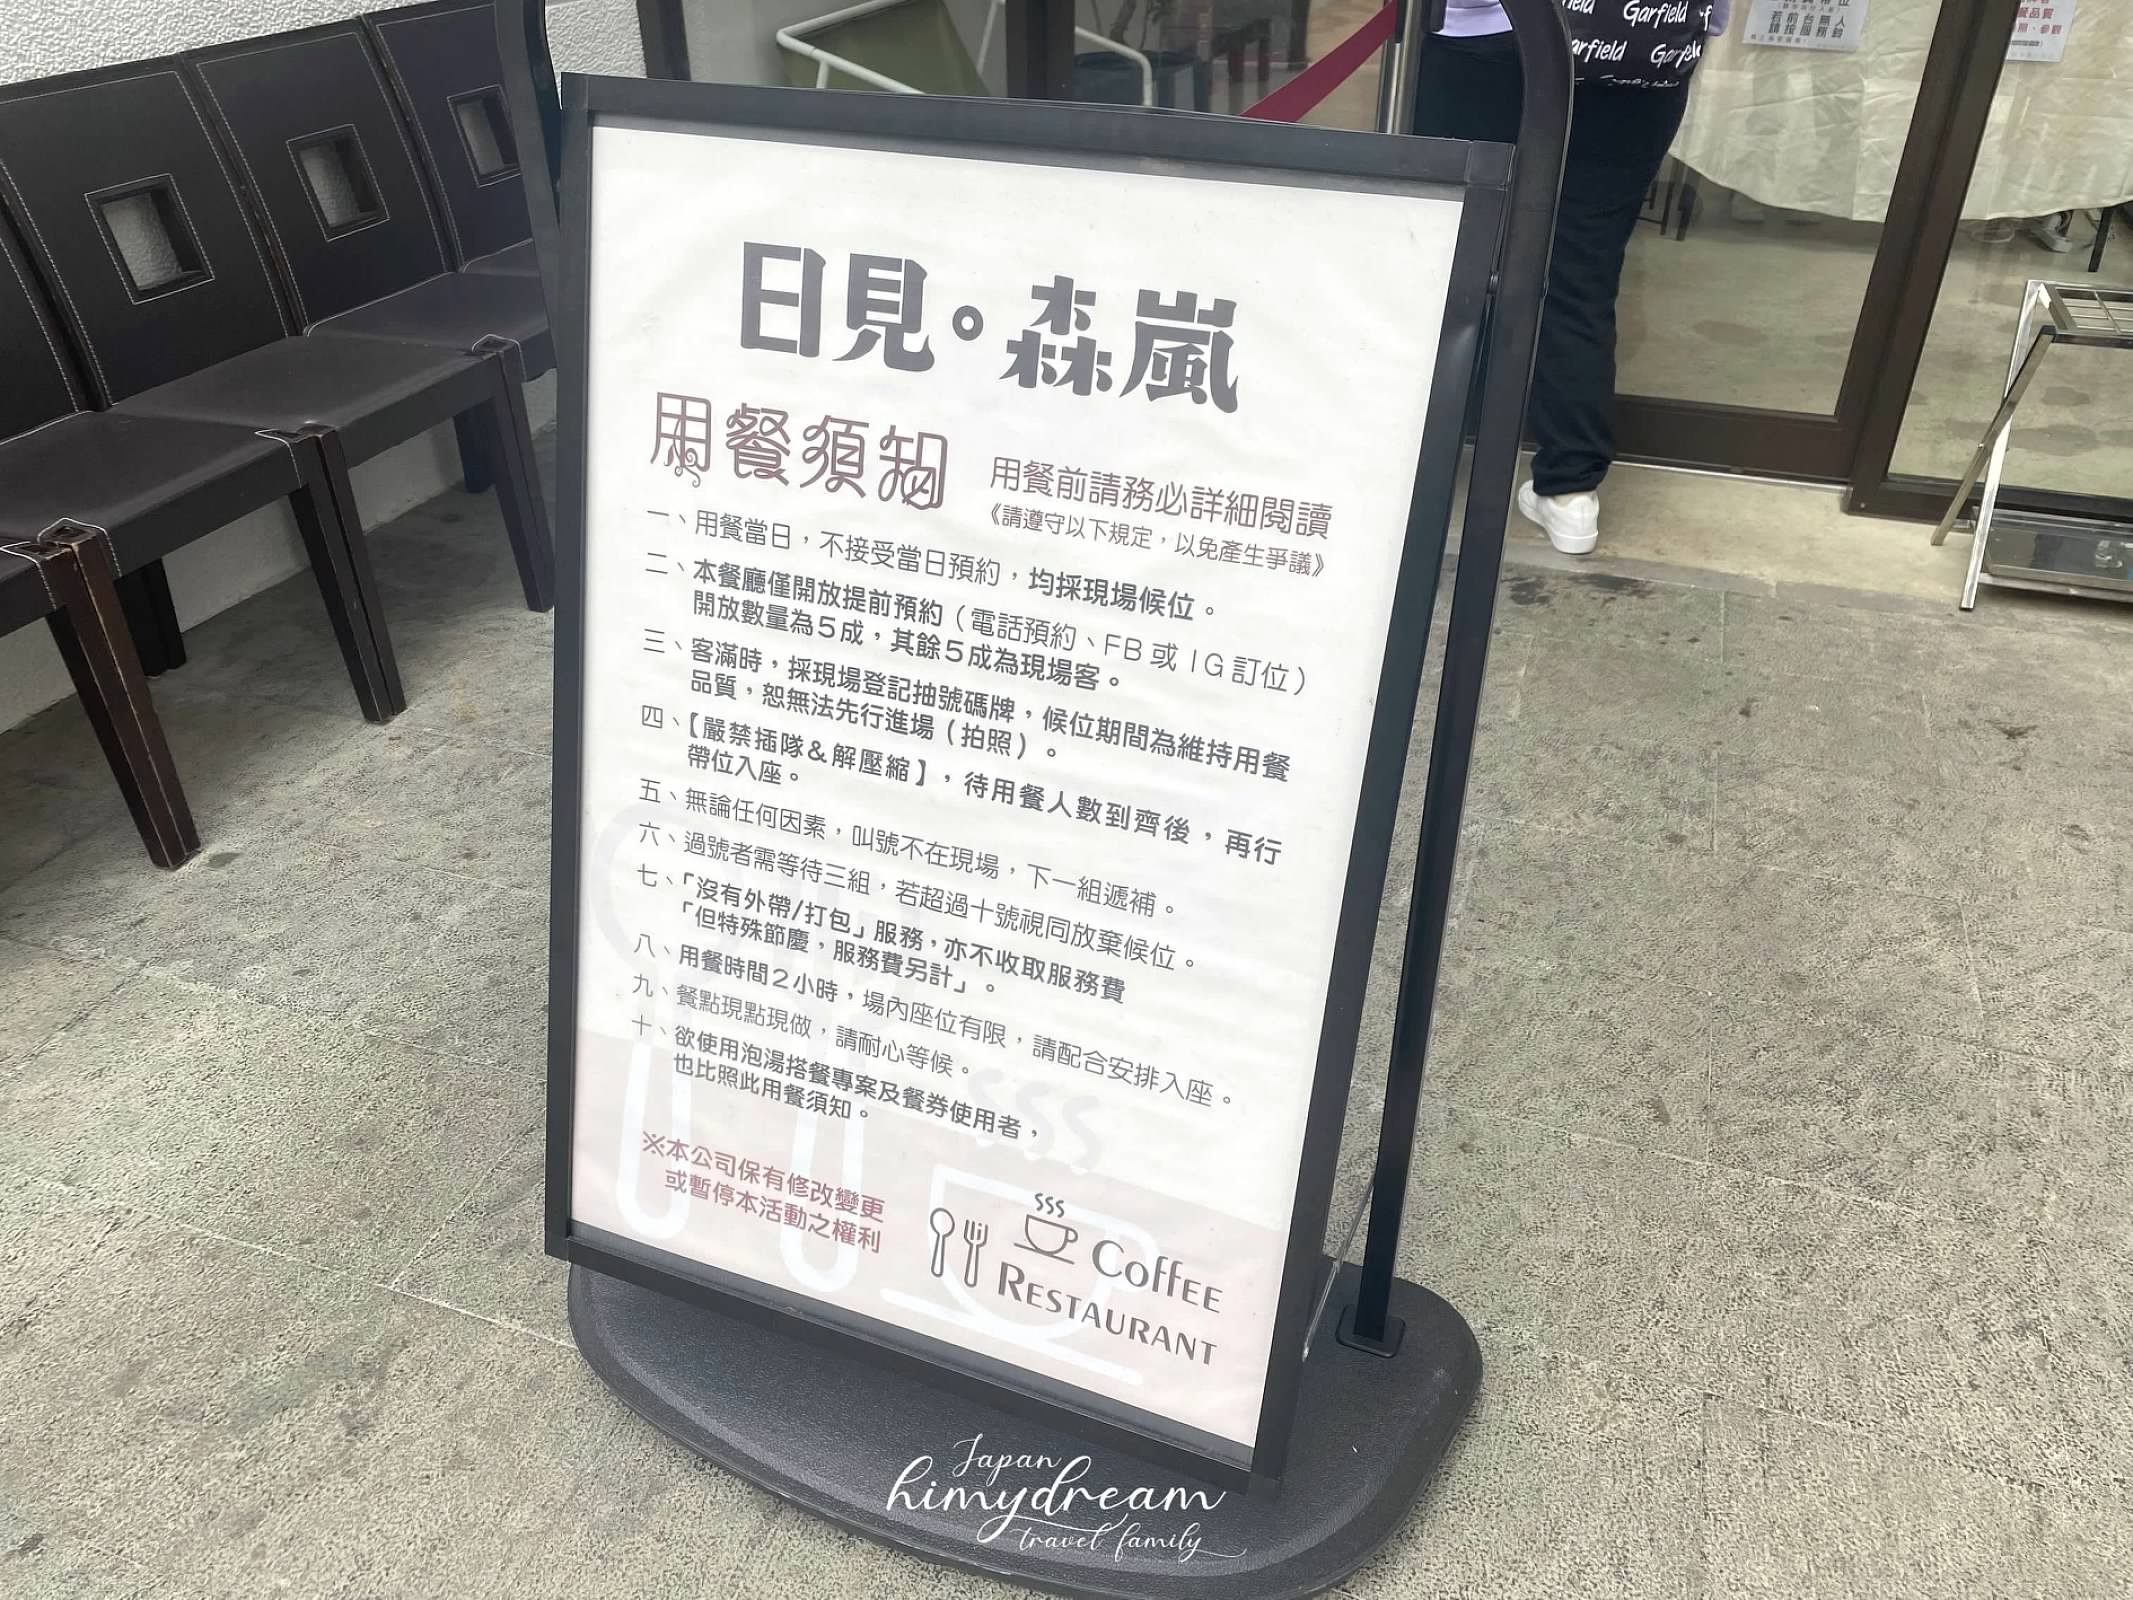 Garfield
arfield
Garfield
若前台無人
請按服務鈴
日見。森嵐
用餐須知
用餐前請務必詳細閱讀
《請遵守以下規定，以免產生爭議》
一、用餐當日，不接受當日預約，均採現場候位。
二、本餐廳僅開放提前預約（電話預約、FB 或 IG 訂位）
開放數量為5成，其餘5成為現場客。
三、客滿時，採現場登記抽號碼牌，候位期間為維持用餐
品質，恕無法先行進場（拍照）。
四、【嚴禁插隊&解壓縮】，待用餐人數到齊後，再行
帶位入座。
五、無論任何因素，叫號不在現場，下一組遞補。
六、過號者需等待三組，若超過十號視同放棄候位。
七、「沒有外帶/打包」服務，亦不收取服務費
「但特殊節慶，服務費另計」。
八、用餐時間2小時，場內座位有限，請配合安排入座。
九、餐點現點現做，請耐心等候。
十、欲使用泡湯搭餐專案及餐券使用者，
也比照此用餐須知。
※本公司保有修改變更
或暫停本活動之權利
COFFEE
RESTAURANT
Japan
himydream
travel family